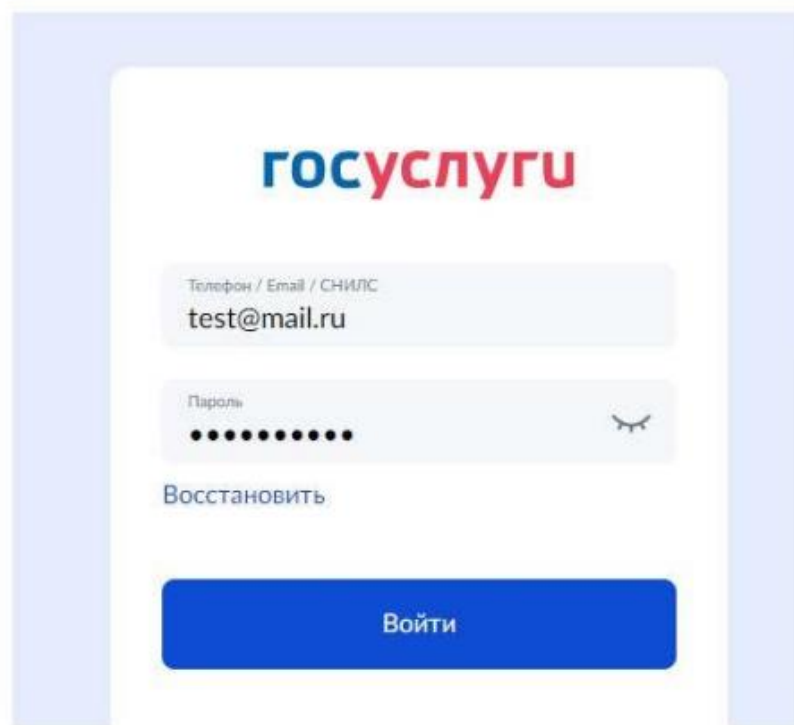 госуслуги
Телефон / Email / СНИЛС
test@mail.ru
Пароль
••••••••••
Восстановить
Войти